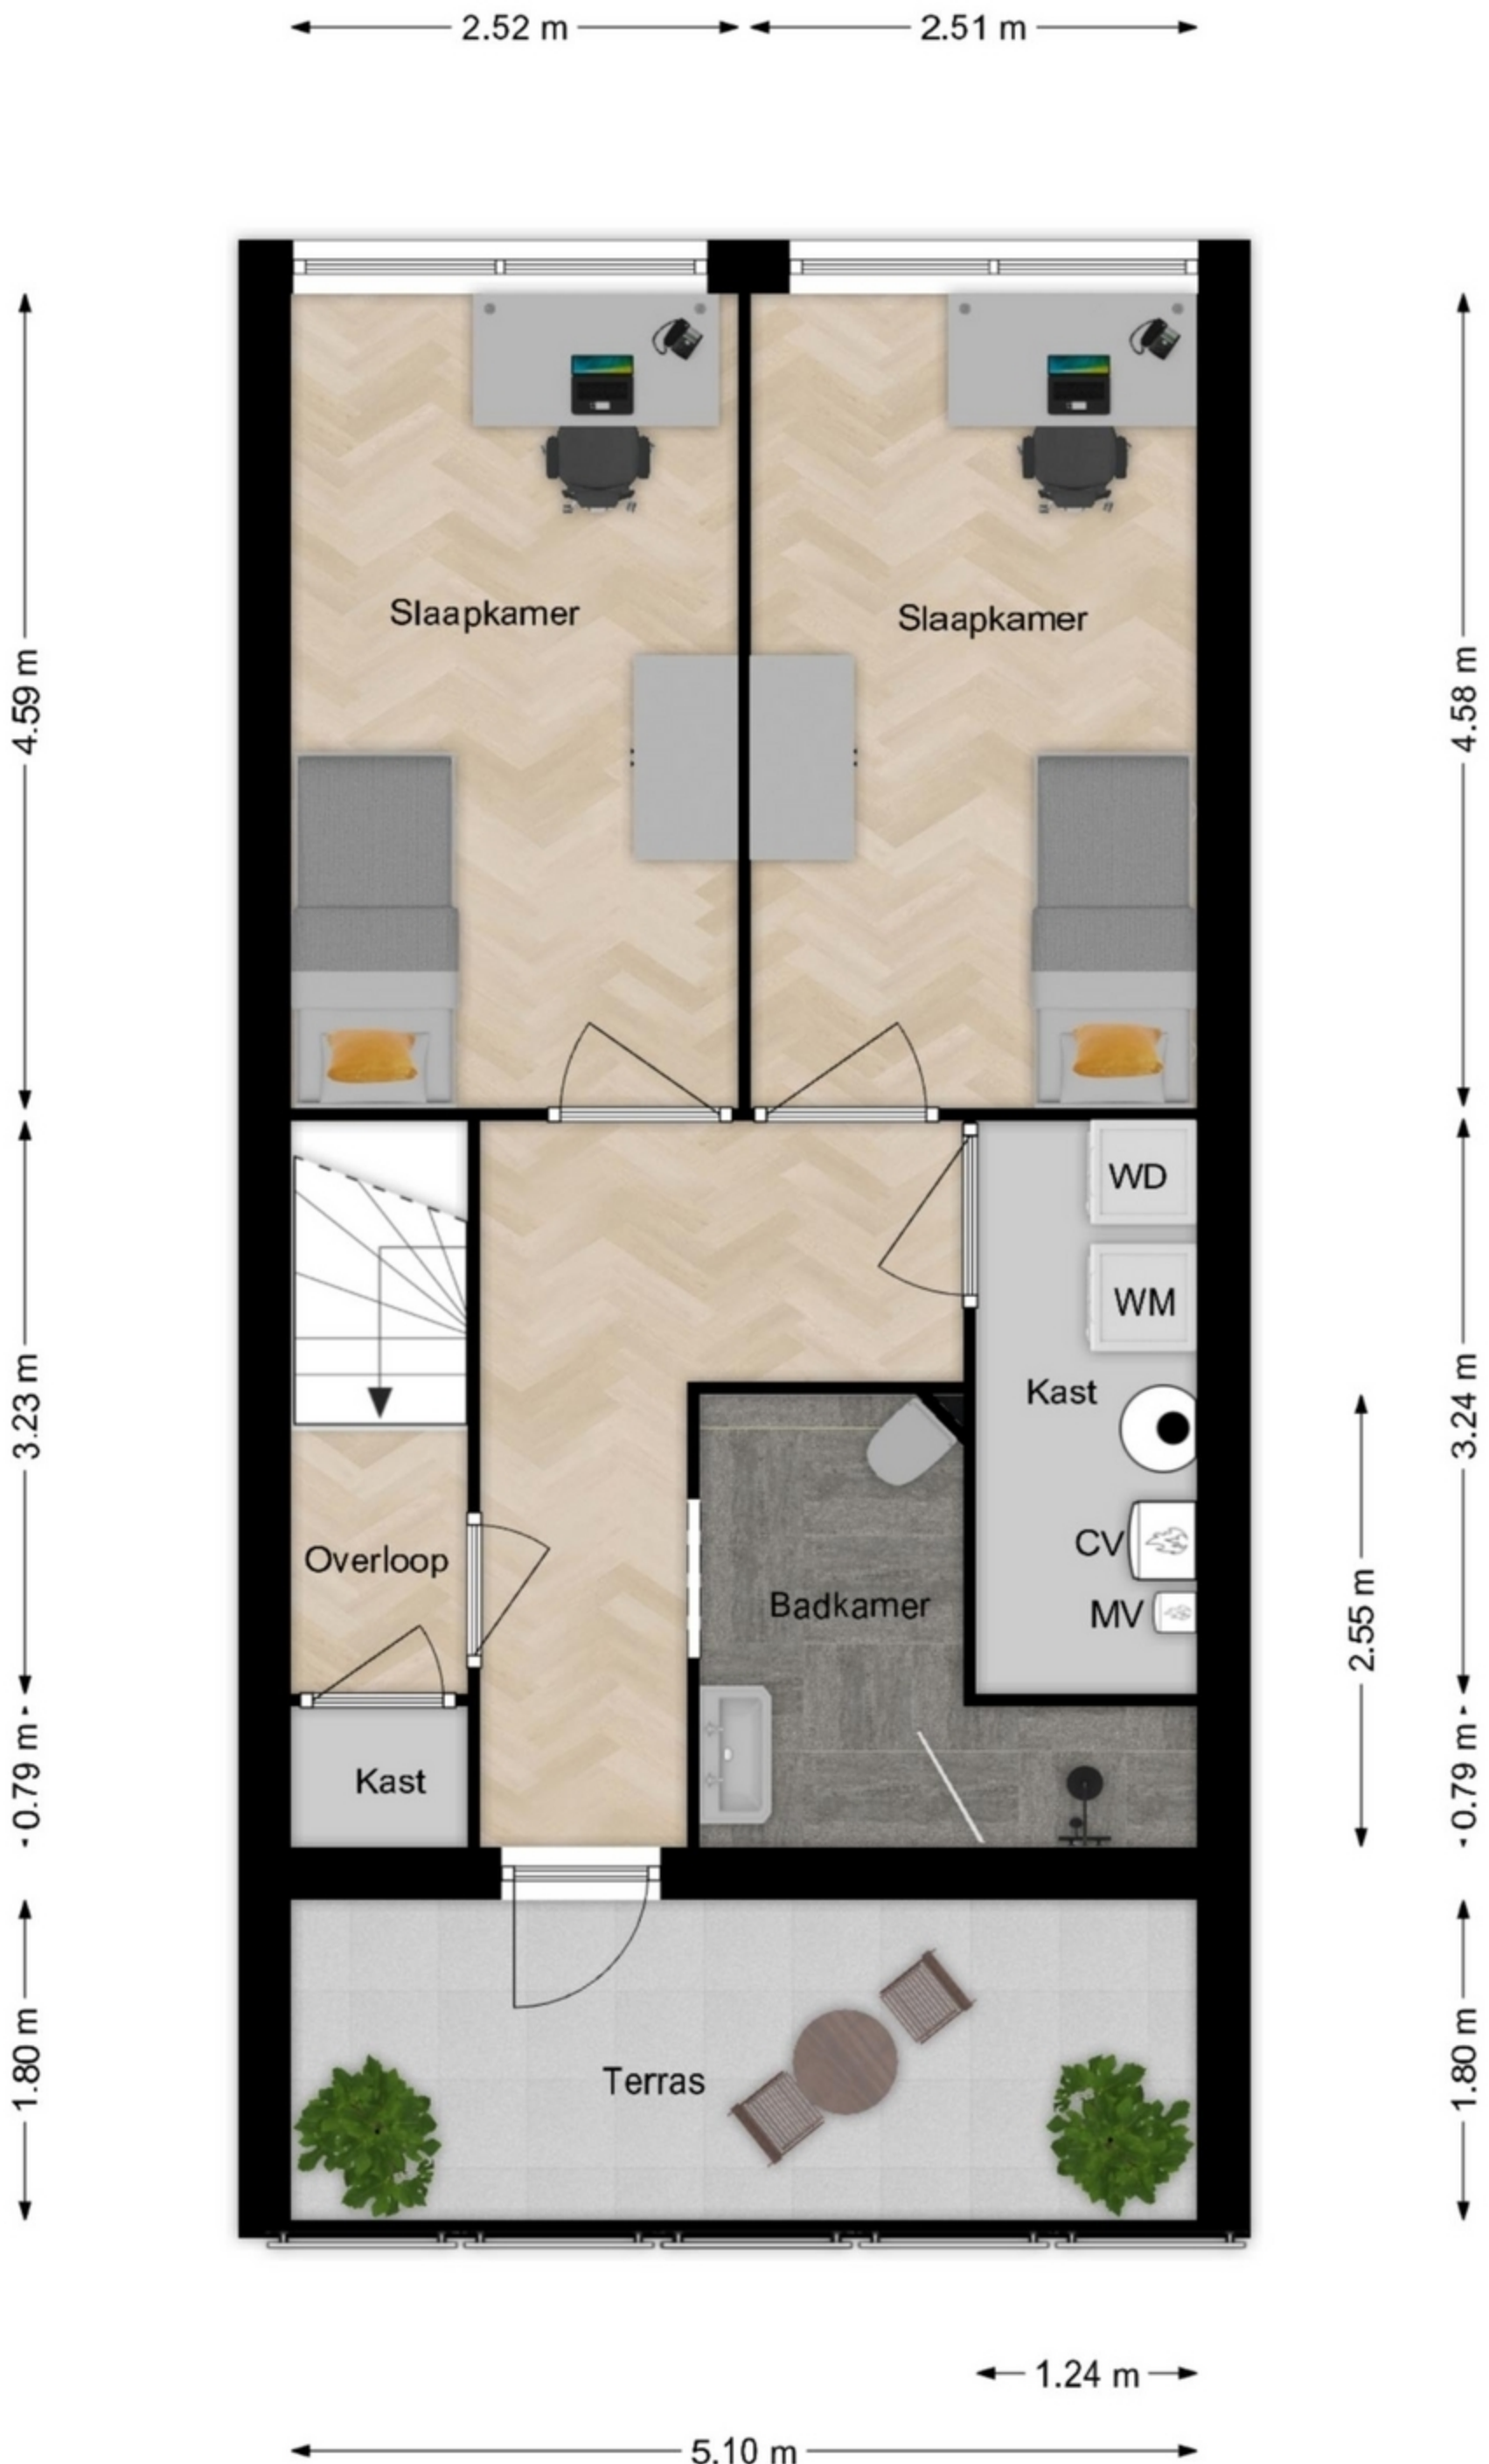 2.52 m
2.51 m
4.59 m
4.58 m
Slaapkamer
Slaapkamer
WD
WM
Kast
3.23 m
3.24 m
CV
Overloop
Badkamer
MV
2.55 m
Kast
0.79 m
0.79 m
Terras
1.80 m
1.80 m
1.24 m
5.10 m